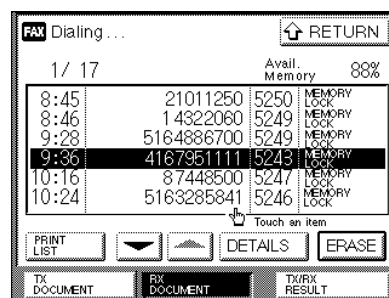 FAX Dialing...
RETURN
1/ 17
Avail. Memory 88%
8:45 21011250 5250 MEMORY LOCK
8:46 14322060 5249 MEMORY LOCK
9:28 5164886700 5249 MEMORY LOCK
9:36 4167951111 5243 MEMORY LOCK
10:16 87448500 5247 MEMORY LOCK
10:24 5163285841 5246 MEMORY LOCK
Touch an item
PRINT LIST
DETAILS
ERASE
TX DOCUMENT
RX DOCUMENT
TX/RX RESULT